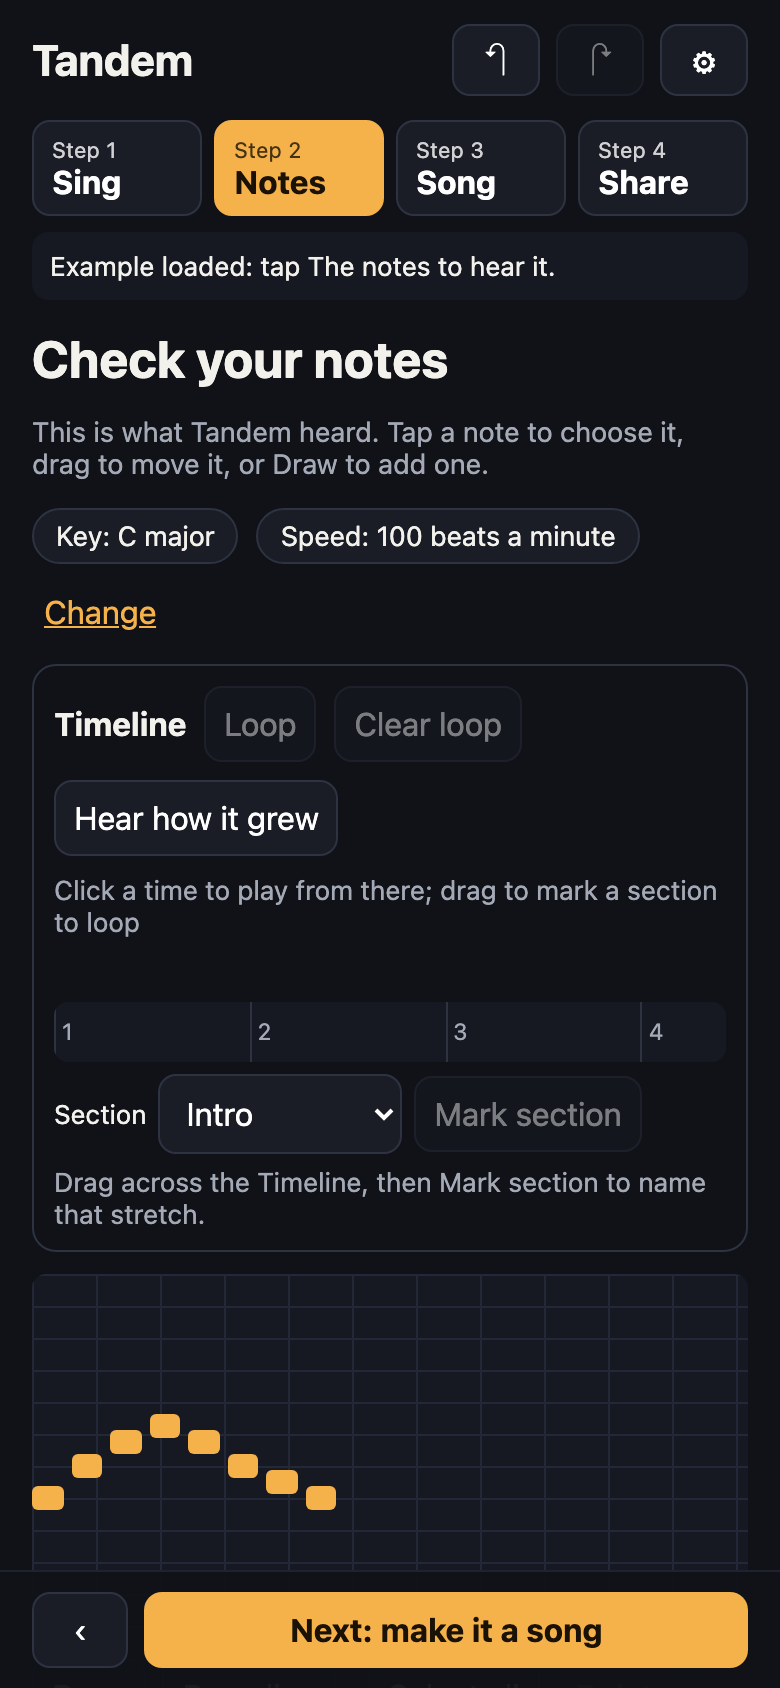 Tandem
Step 1
Sing
Step 2
Notes
Step 3
Song
Step 4
Share
Example loaded: tap The notes to hear it.
Check your notes
This is what Tandem heard. Tap a note to choose it,
drag to move it, or Draw to add one.
Key: C major
Speed: 100 beats a minute
Change
Timeline
Loop
Clear loop
Hear how it grew
Click a time to play from there; drag to mark a section
to loop
1 2 3 4
Section
Intro
Mark section
Drag across the Timeline, then Mark section to name
that stretch.
Next: make it a song